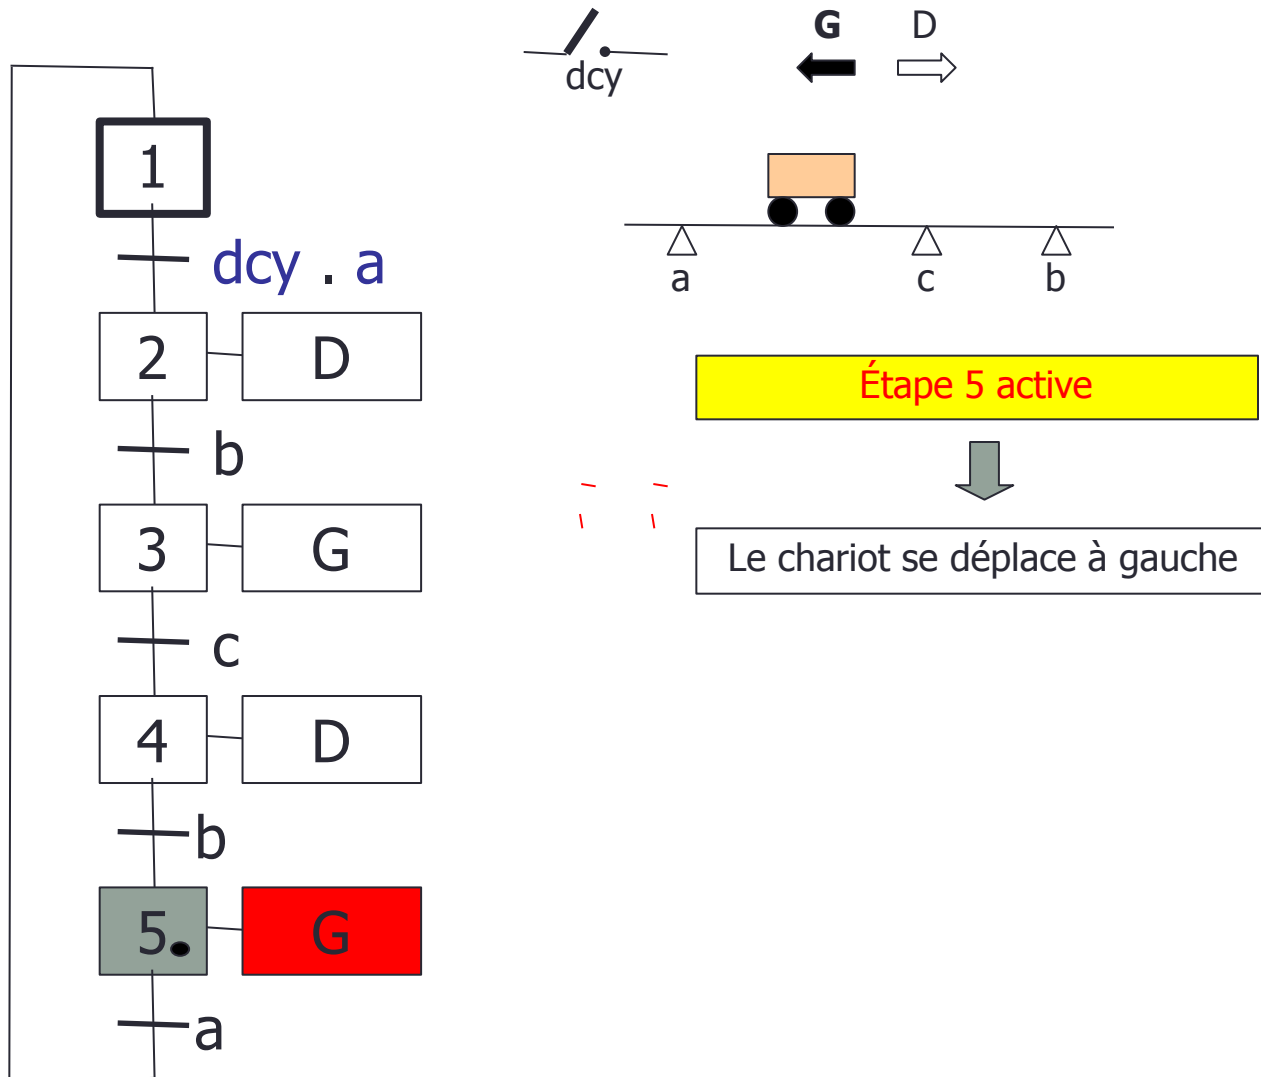 dcy
G D
a c b
1
dcy . a
2 D
b
3 G
c
4 D
b
5 G
a
Étape 5 active
Le chariot se déplace à gauche